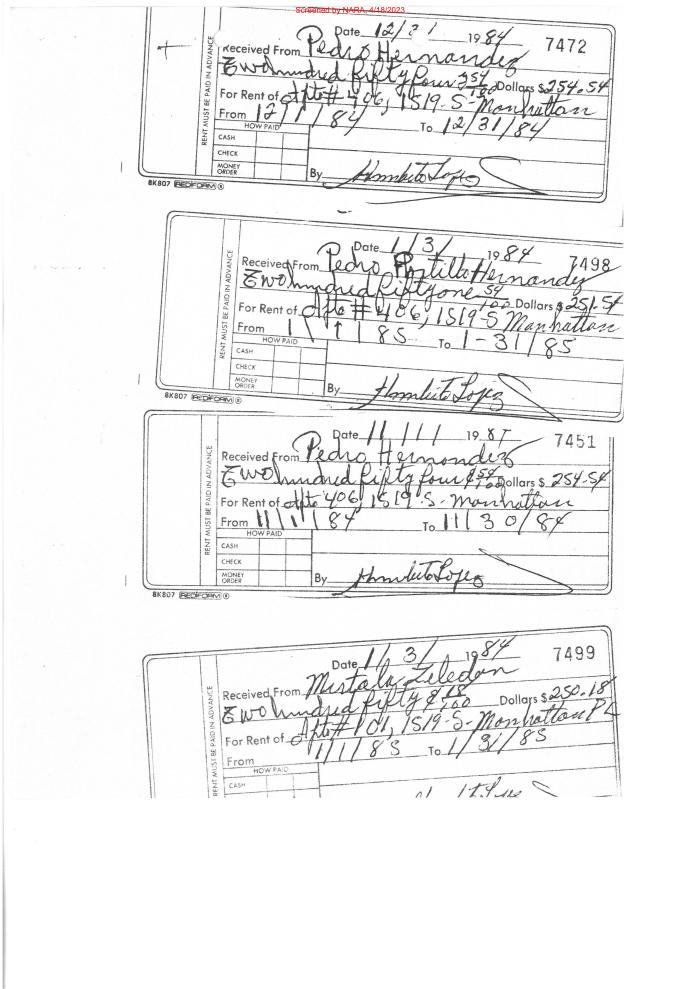 Screened by NARA, 4/18/2023
Date 12/31 1984 7472
Received From Pedro Hernandez
Two hundred fifty four & 54/100 Dollars $254.54
For Rent of Apto # 406, 1519-S-Manhattan
From 12/1/84 To 12/31/84
RENT MUST BE PAID IN ADVANCE
HOW PAID
CASH
CHECK
MONEY ORDER
By Humberto Lopez
8K807 REDIFORM ®
Date 1/3/ 1984 7498
Received From Pedro Portillo Hernandez
Two hundred fifty one 54/100 Dollars $251.54
For Rent of Apto # 406, 1519-S Manhattan
From 1/1/85 To 1-31/85
RENT MUST BE PAID IN ADVANCE
HOW PAID
CASH
CHECK
MONEY ORDER
By Humberto Lopez
8K807 REDIFORM ®
Date 11/1/ 19 7451
Received From Pedro Hernandez
Two hundred fifty four & 54/100 Dollars $ 254.54
For Rent of Apto 406, 1519-S-Manhattan
From 11/1/84 To 11/30/84
RENT MUST BE PAID IN ADVANCE
HOW PAID
CASH
CHECK
MONEY ORDER
By Humberto Lopez
8K807 REDIFORM ®
Date 1/3/ 1984 7499
Received From
Two hundred fifty & 18/100 Dollars $250.18
For Rent of Apto # 101, 1519-S-Manhattan PL
From 1/1/85 To 1/31/85
RENT MUST BE PAID IN ADVANCE
HOW PAID
CASH